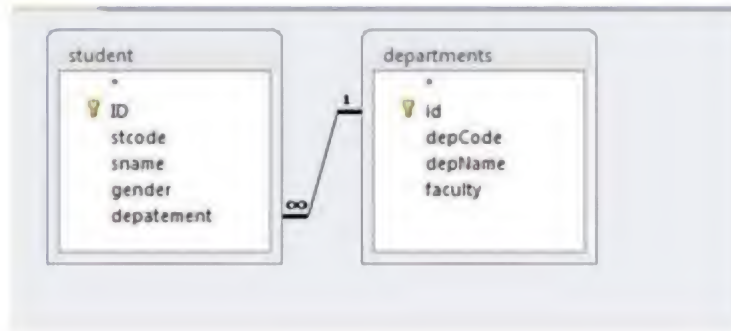 student
*
ID
stcode
sname
gender
depatement
1
∞
departments
*
id
depCode
depName
faculty